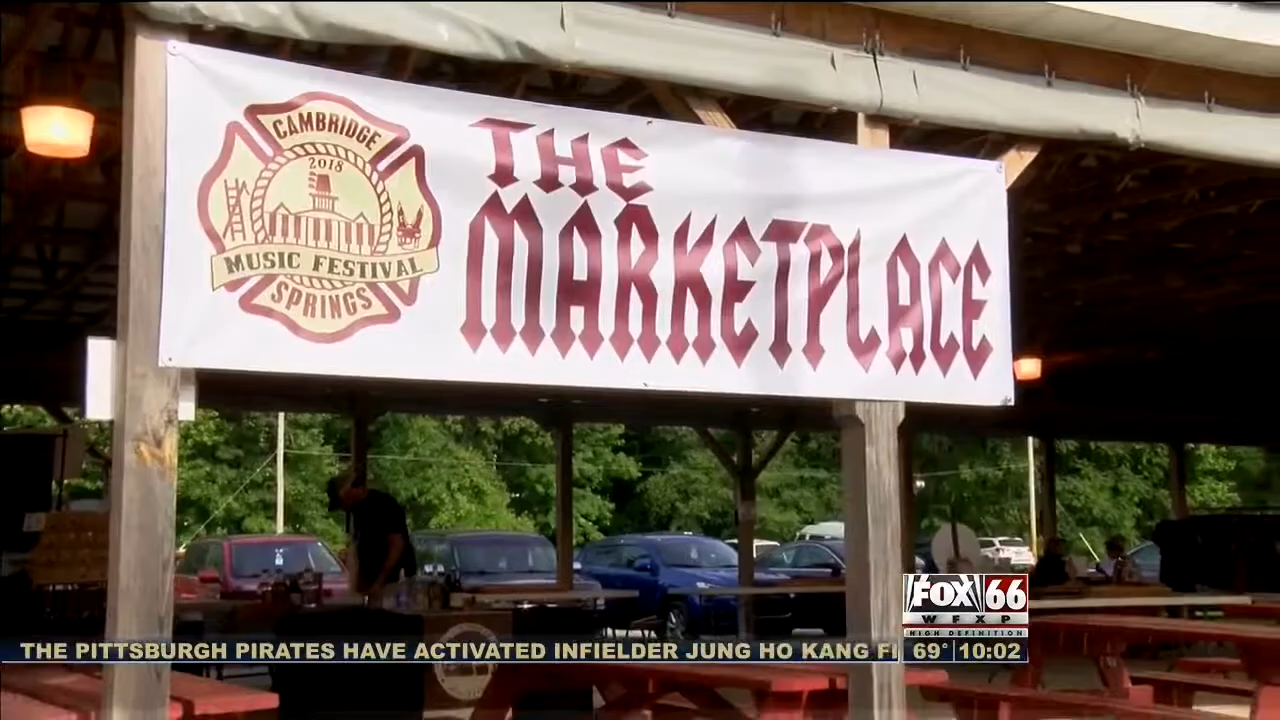 CAMBRIDGE
2018
MUSIC FESTIVAL
SPRINGS
THE
MARKETPLACE
FOX 66
WFXP
HIGH DEFINITION
THE PITTSBURGH PIRATES HAVE ACTIVATED INFIELDER JUNG HO KANG F
69° 10:02